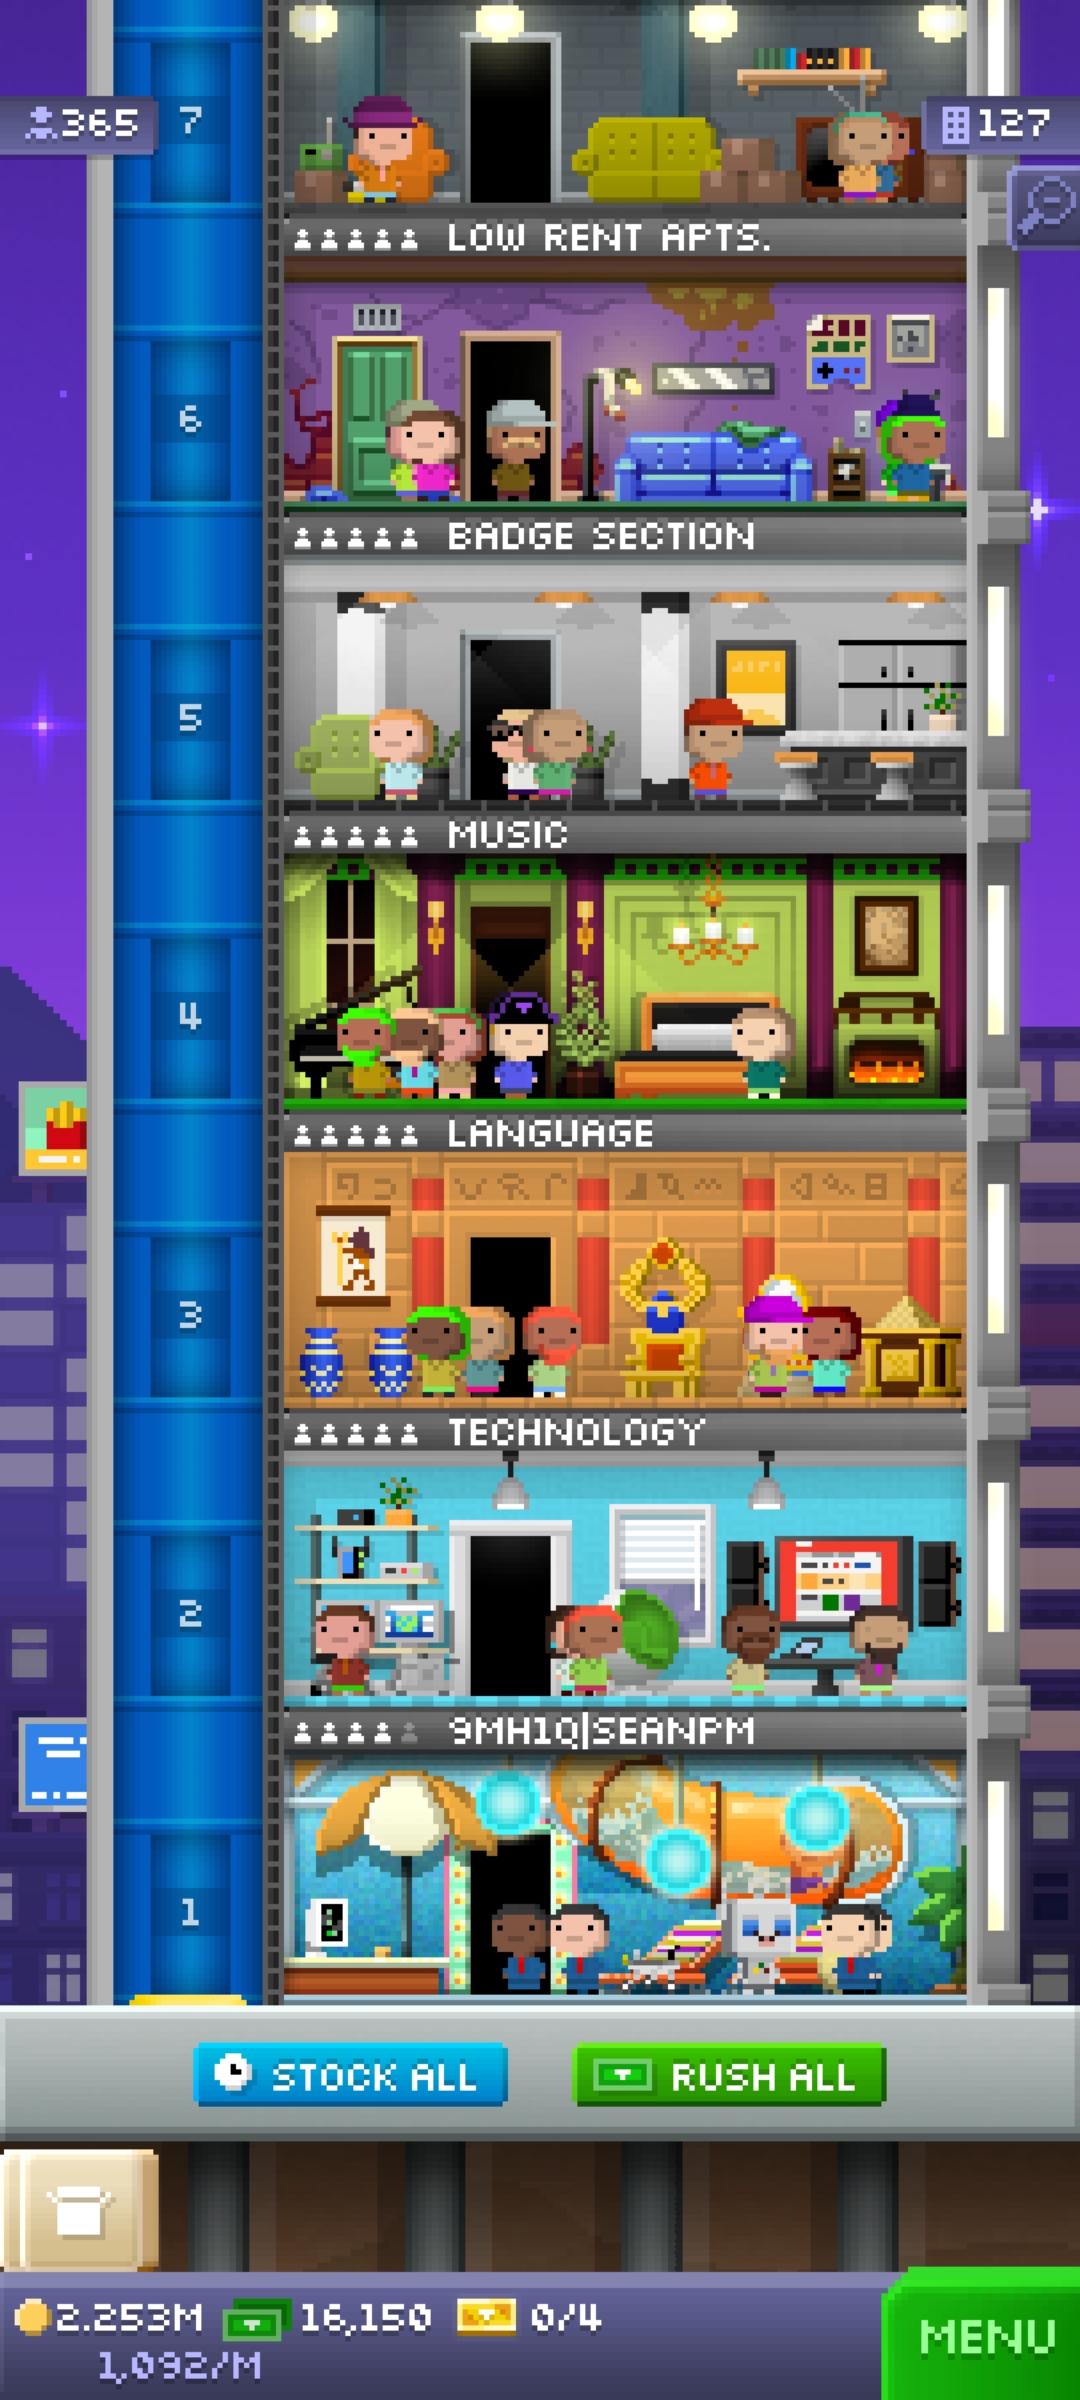 365
7
127
LOW RENT APTS.
6
BADGE SECTION
5
MUSIC
4
LANGUAGE
3
TECHNOLOGY
2
9MH1Q|SEANPM
1
STOCK ALL
RUSH ALL
2.253M
16,150
0/4
1,092/M
MENU